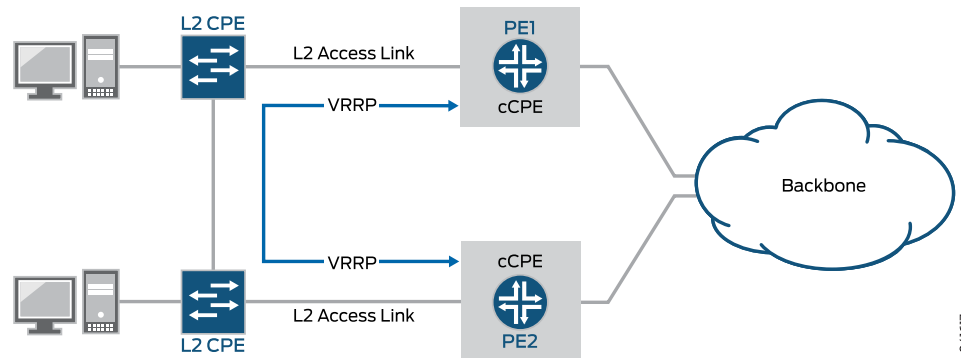 L2 CPE
L2 Access Link
PE1
cCPE
VRRP
Backbone
VRRP
cCPE
L2 Access Link
PE2
L2 CPE